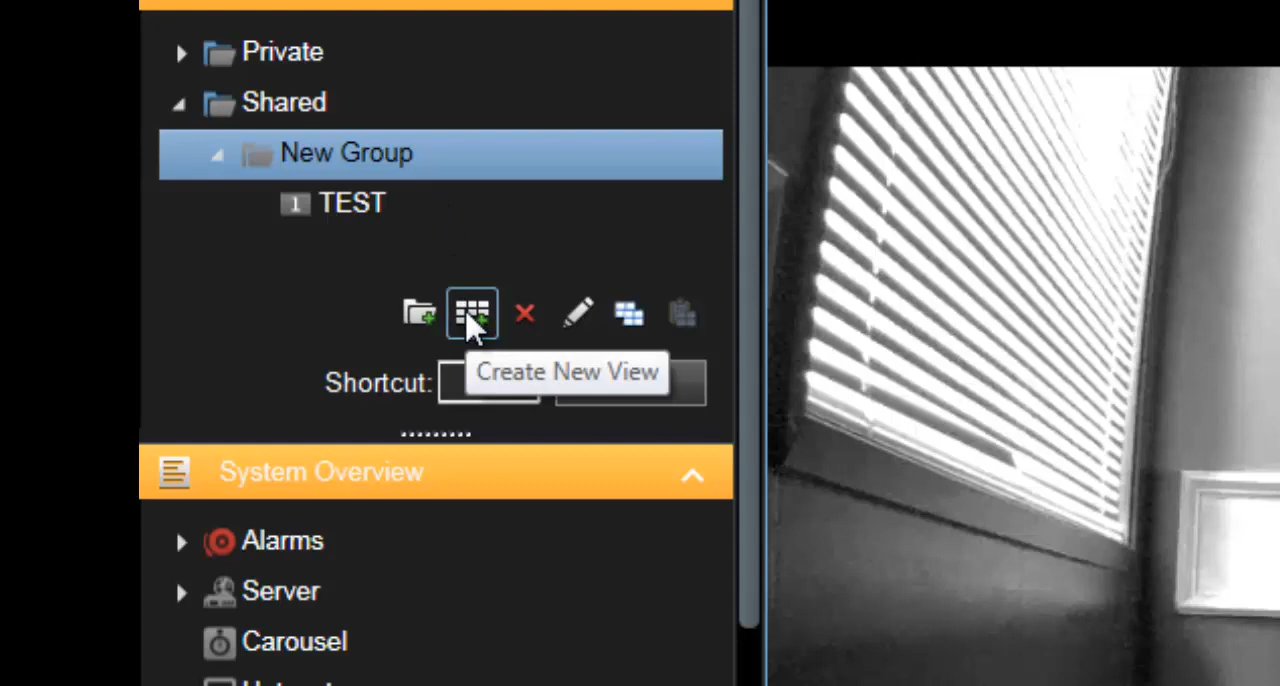 Private
Shared
New Group
1 TEST
Create New View
Shortcut:
System Overview
Alarms
Server
Carousel